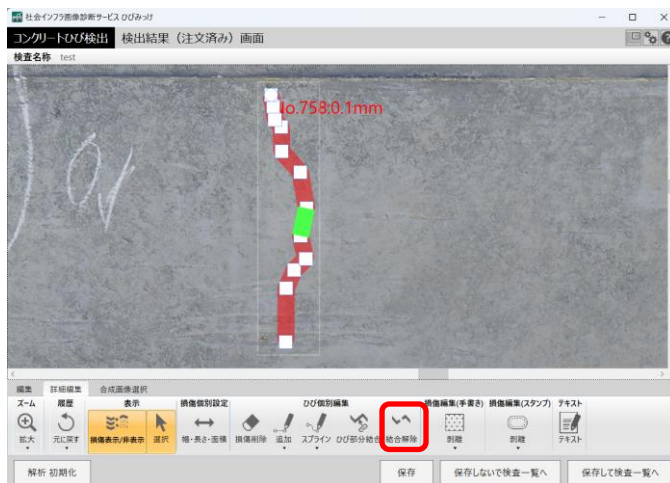 社会インフラ画像診断サービス ひびみっけ
コンクリートひび検出 検出結果（注文済み）画面
検査名称 test
No.758:0.1mm
編集 詳細編集 合成画像選択
ズーム 履歴 表示 損傷個別設定 ひび個別編集 損傷編集(手書き) 損傷編集(スタンプ) テキスト
拡大 元に戻す 損傷表示/非表示 選択 幅・長さ・面積 損傷削除 追加 スプライン ひび部分結合 結合解除 剥離 剥離 テキスト
解析 初期化 保存 保存しないで検査一覧へ 保存して検査一覧へ